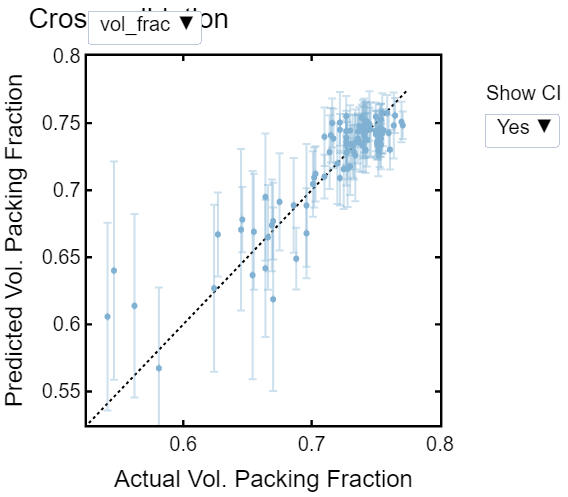 vol_frac ▼
0.8
0.75
0.7
0.65
0.6
0.55
Predicted Vol. Packing Fraction
0.6 0.7 0.8
Actual Vol. Packing Fraction
Show CI
Yes ▼